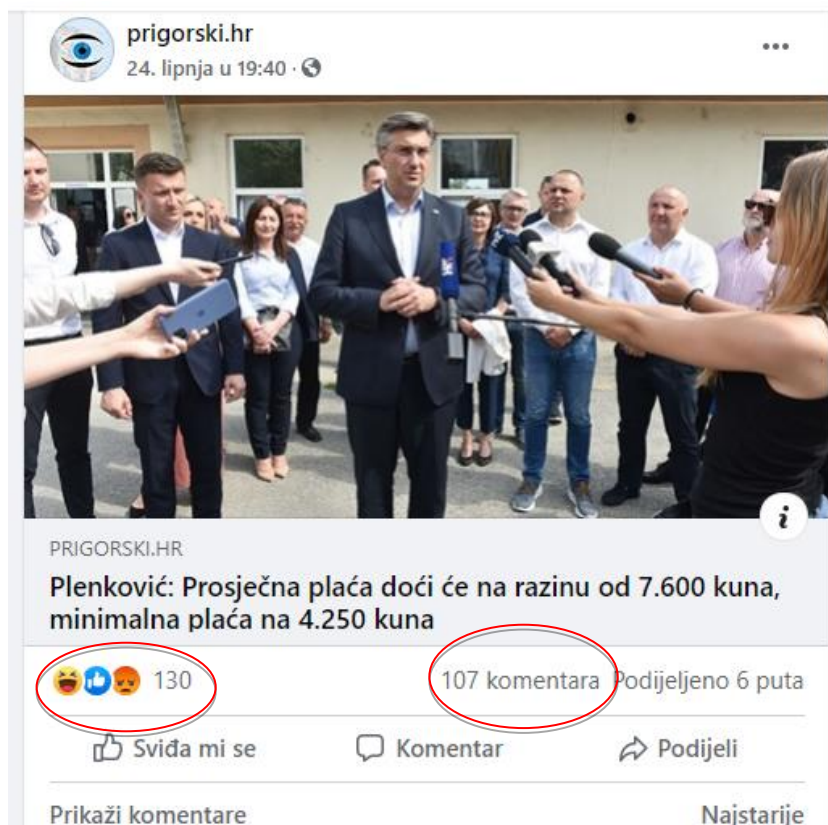 prigorski.hr
24. lipnja u 19:40 ·
PRIGORSKI.HR
Plenković: Prosječna plaća doći će na razinu od 7.600 kuna,
minimalna plaća na 4.250 kuna
130 107 komentara Podijeljeno 6 puta
Sviđa mi se Komentar Podijeli
Prikaži komentare Najstarije